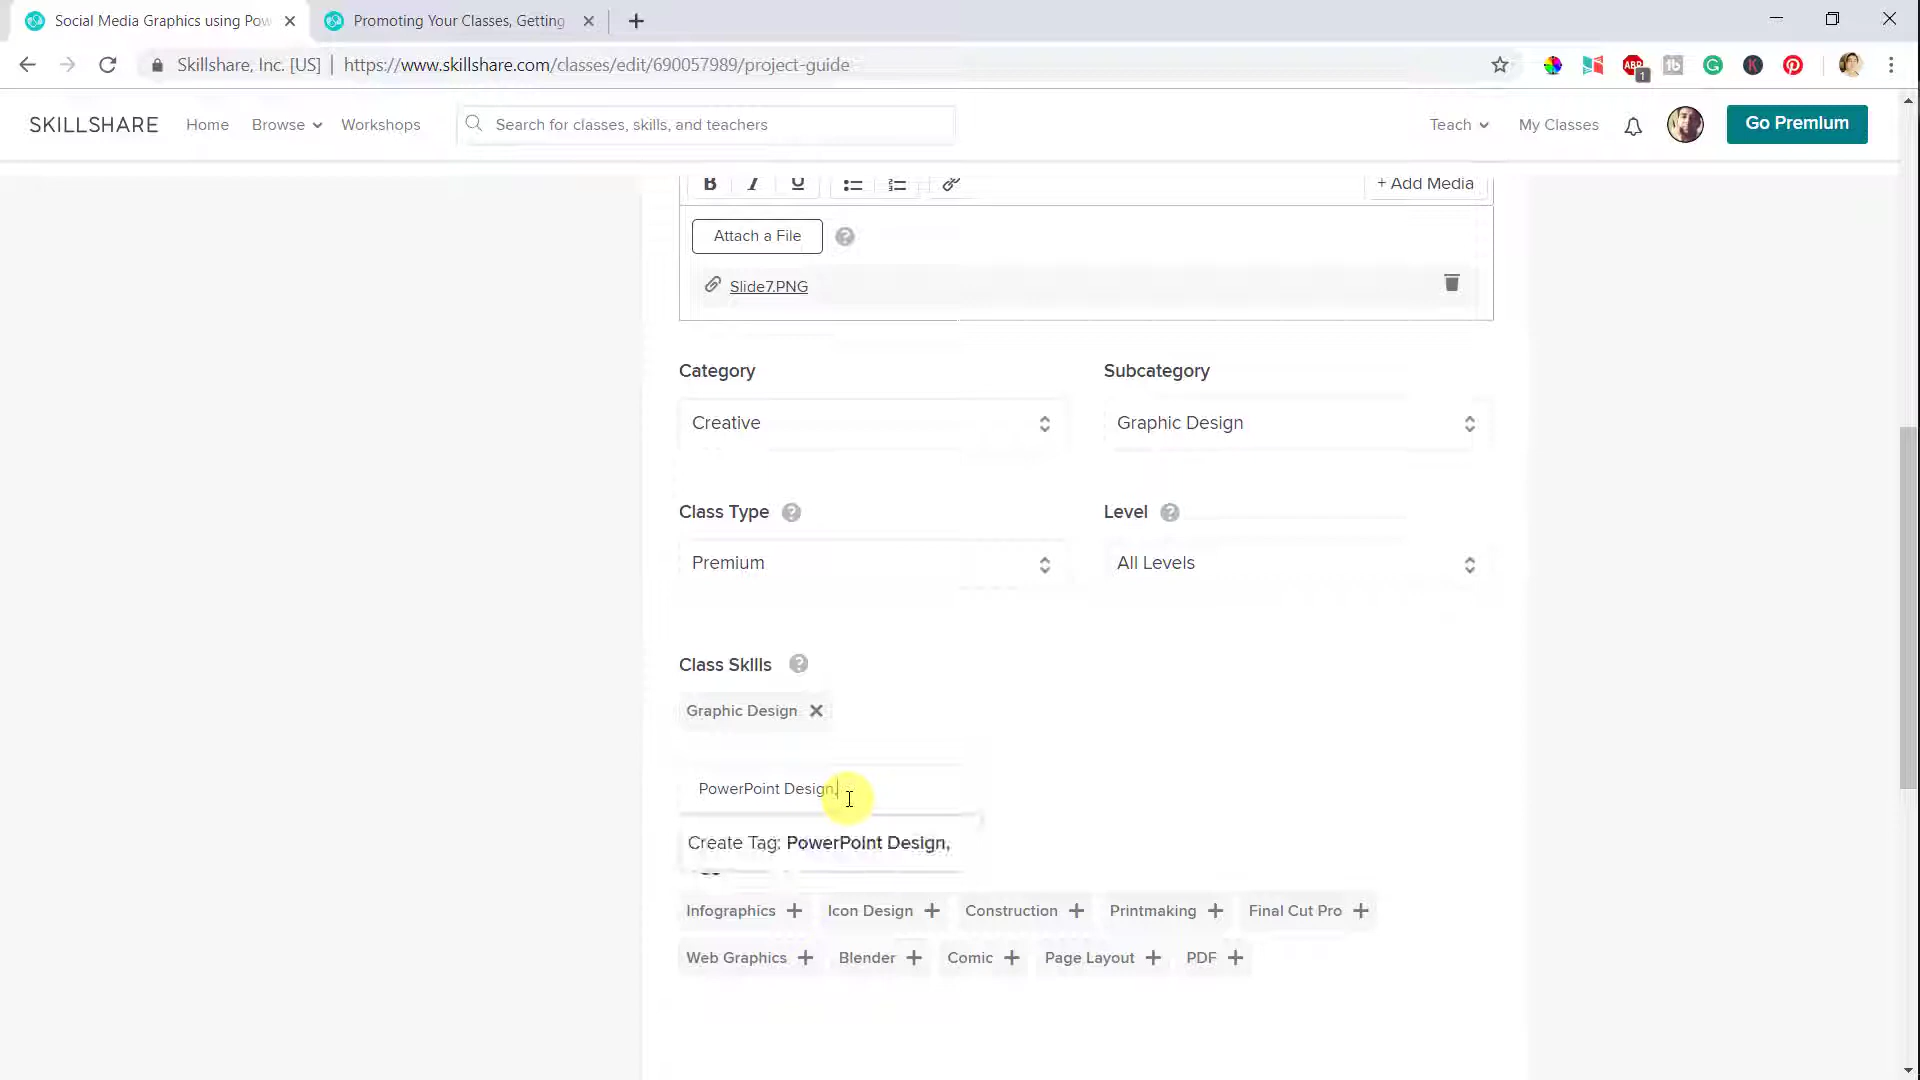 Social Media Graphics using Pow
Promoting Your Classes, Getting
Skillshare, Inc. [US] | https://www.skillshare.com/classes/edit/690057989/project-guide
ABP
1
SKILLSHARE Home Browse Workshops Search for classes, skills, and teachers Teach My Classes Go Premium
B I U + Add Media
Attach a File ?
Slide7.PNG
Category Subcategory
Creative Graphic Design
Class Type ? Level ?
Premium All Levels
Class Skills ?
Graphic Design
PowerPoint Design,
Create Tag: PowerPoint Design,
Infographics + Icon Design + Construction + Printmaking + Final Cut Pro +
Web Graphics + Blender + Comic + Page Layout + PDF +